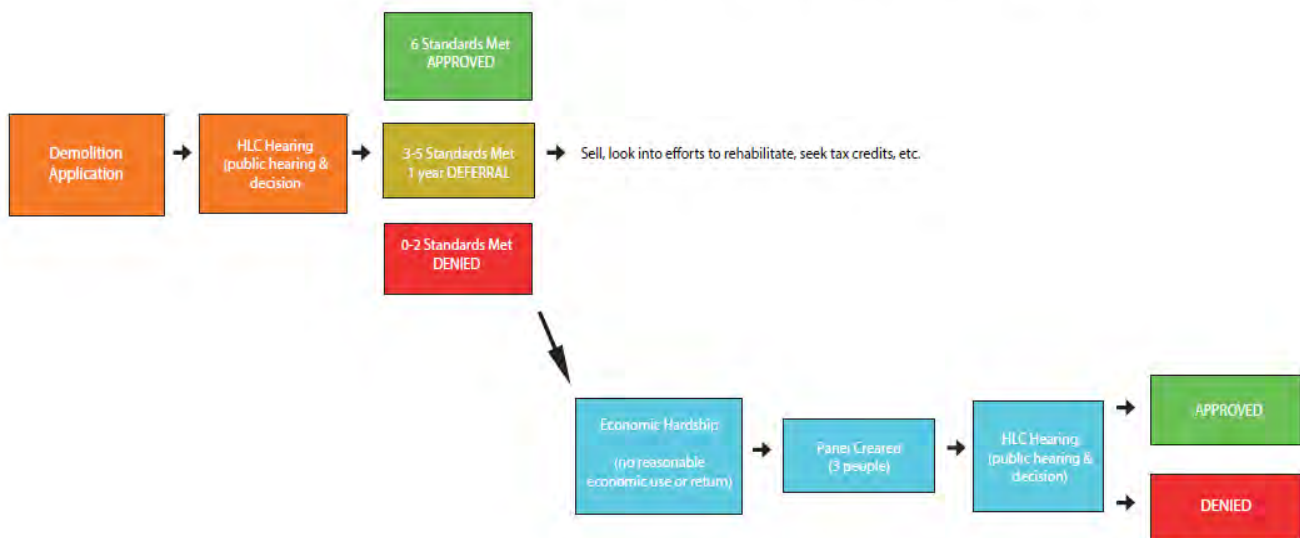 6 Standards Met
APPROVED
Demolition
Application
HLC Hearing
(public hearing &
decision
3-5 Standards Met
1 year DEFERRAL
Sell, look into efforts to rehabilitate, seek tax credits, etc.
0-2 Standards Met
DENIED
Economic Hardship
(no reasonable
economic use or return)
Panel Created
(3 people)
HLC Hearing
(public hearing &
decision)
APPROVED
DENIED